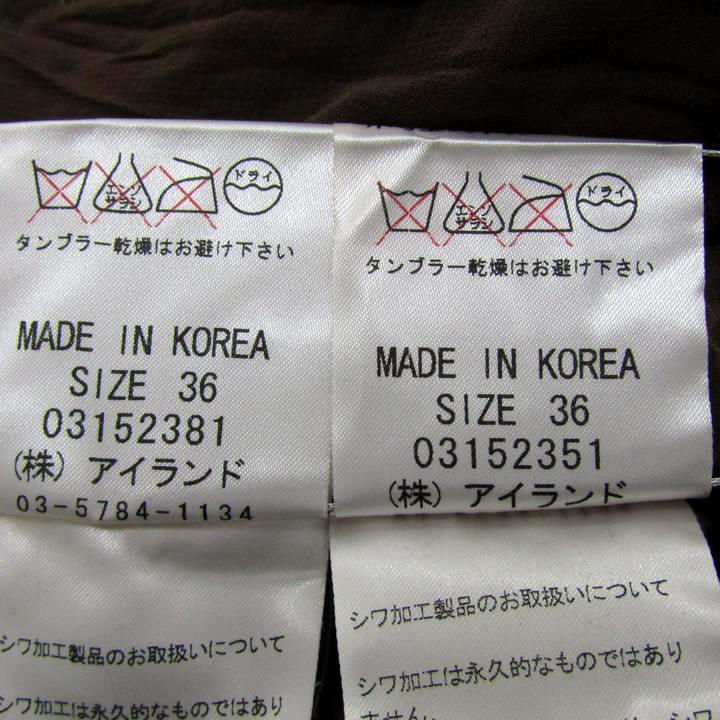 エンソ
サラシ
ドライ
タンブラー乾燥はお避け下さい
MADE IN KOREA
SIZE 36
03152381
(株) アイランド
03-5784-1134
シワ加工製品のお取扱いについて
シワ加工は永久的なものではあり
エンソ
サラシ
ドライ
タンブラー乾燥はお避け下さい
MADE IN KOREA
SIZE 36
03152351
(株) アイランド
シワ加工製品のお取扱いについて
シワ加工は永久的なものではあり
ません シワ